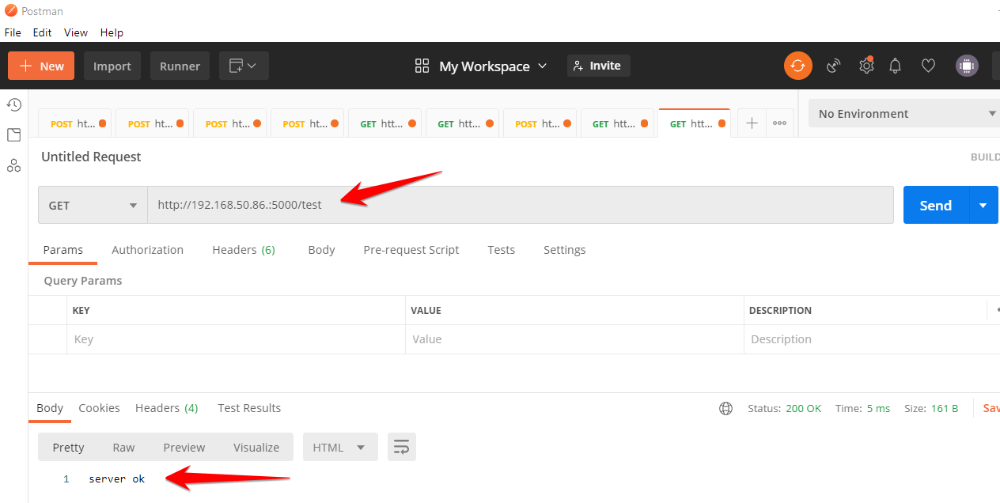 Postman
File Edit View Help
New Import Runner My Workspace Invite
POST ht... POST ht... POST ht... POST ht... GET htt... GET htt... POST ht... GET htt... GET htt... No Environment
Untitled Request BUILD
GET http://192.168.50.86.:5000/test Send
Params Authorization Headers (6) Body Pre-request Script Tests Settings
Query Params
KEY VALUE DESCRIPTION
Key Value Description
Body Cookies Headers (4) Test Results Status: 200 OK Time: 5 ms Size: 161 B Sav
Pretty Raw Preview Visualize HTML
1 server ok